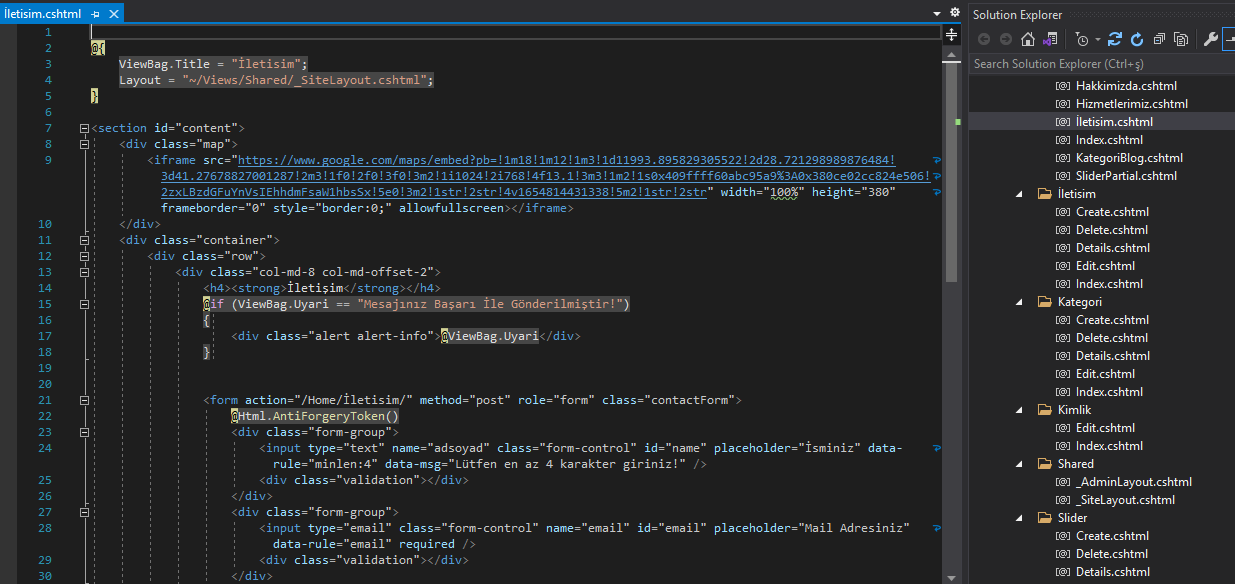 İletisim.cshtml
1
2 @{
3 ViewBag.Title = "İletisim";
4 Layout = "~/Views/Shared/_SiteLayout.cshtml";
5 }
6
7 <section id="content">
8 <div class="map">
9 <iframe src="https://www.google.com/maps/embed?pb=!1m18!1m12!1m3!1d11993.895829305522!2d28.721298989876484!
3d41.27678827001287!2m3!1f0!2f0!3f0!3m2!1i1024!2i768!4f13.1!3m3!1m2!1s0x409ffff60abc95a9%3A0x380ce02cc824e506!
2zxLBzdGFuYnVsIEhhdmFsaW1hbsSx!5e0!3m2!1str!2str!4v1654814431338!5m2!1str!2str" width="100%" height="380"
frameborder="0" style="border:0;" allowfullscreen></iframe>
10 </div>
11 <div class="container">
12 <div class="row">
13 <div class="col-md-8 col-md-offset-2">
14 <h4><strong>İletişim</strong></h4>
15 @if (ViewBag.Uyari == "Mesajınız Başarı İle Gönderilmiştir!")
16 {
17 <div class="alert alert-info">@ViewBag.Uyari</div>
18 }
19
20
21 <form action="/Home/İletisim/" method="post" role="form" class="contactForm">
22 @Html.AntiForgeryToken()
23 <div class="form-group">
24 <input type="text" name="adsoyad" class="form-control" id="name" placeholder="İsminiz" data-
rule="minlen:4" data-msg="Lütfen en az 4 karakter giriniz!" />
25 <div class="validation"></div>
26 </div>
27 <div class="form-group">
28 <input type="email" class="form-control" name="email" id="email" placeholder="Mail Adresiniz"
data-rule="email" required />
29 <div class="validation"></div>
30 </div>
Solution Explorer
Search Solution Explorer (Ctrl+ş)
Hakkimizda.cshtml
Hizmetlerimiz.cshtml
İletisim.cshtml
Index.cshtml
KategoriBlog.cshtml
SliderPartial.cshtml
İletisim
Create.cshtml
Delete.cshtml
Details.cshtml
Edit.cshtml
Index.cshtml
Kategori
Create.cshtml
Delete.cshtml
Details.cshtml
Edit.cshtml
Index.cshtml
Kimlik
Edit.cshtml
Index.cshtml
Shared
_AdminLayout.cshtml
_SiteLayout.cshtml
Slider
Create.cshtml
Delete.cshtml
Details.cshtml